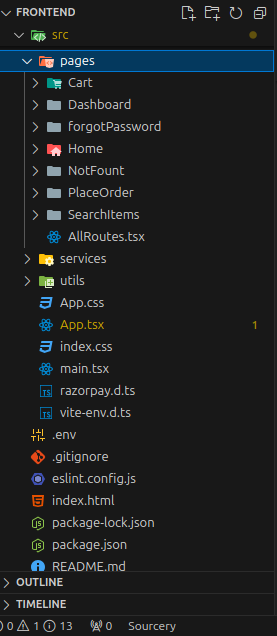 FRONTEND
src
pages
Cart
Dashboard
forgotPassword
Home
NotFount
PlaceOrder
SearchItems
AllRoutes.tsx
services
utils
App.css
App.tsx 1
index.css
main.tsx
TS razorpay.d.ts
TS vite-env.d.ts
.env
.gitignore
eslint.config.js
index.html
package-lock.json
package.json
README.md
OUTLINE
TIMELINE
0 1 13 0 Sourcery